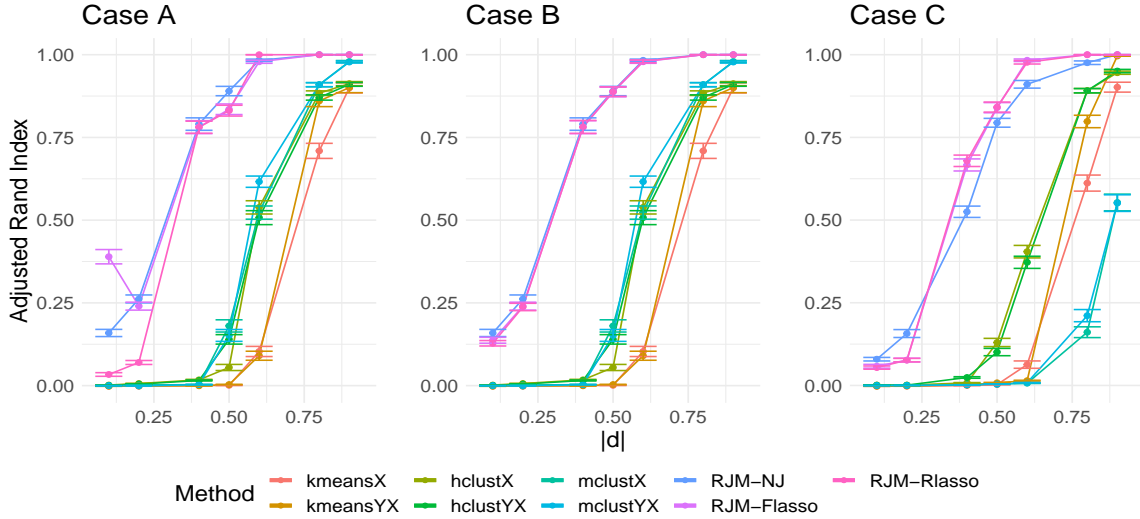 Case A
Case B
Case C
Adjusted Rand Index
1.00
0.75
0.50
0.25
0.00
0.25
0.50
0.75
1.00
0.75
0.50
0.25
0.00
0.25
0.50
0.75
1.00
0.75
0.50
0.25
0.00
0.25
0.50
0.75
|d|
Method
kmeansX
hclustX
mclustX
RJM−NJ
RJM−Rlasso
kmeansYX
hclustYX
mclustYX
RJM−Flasso